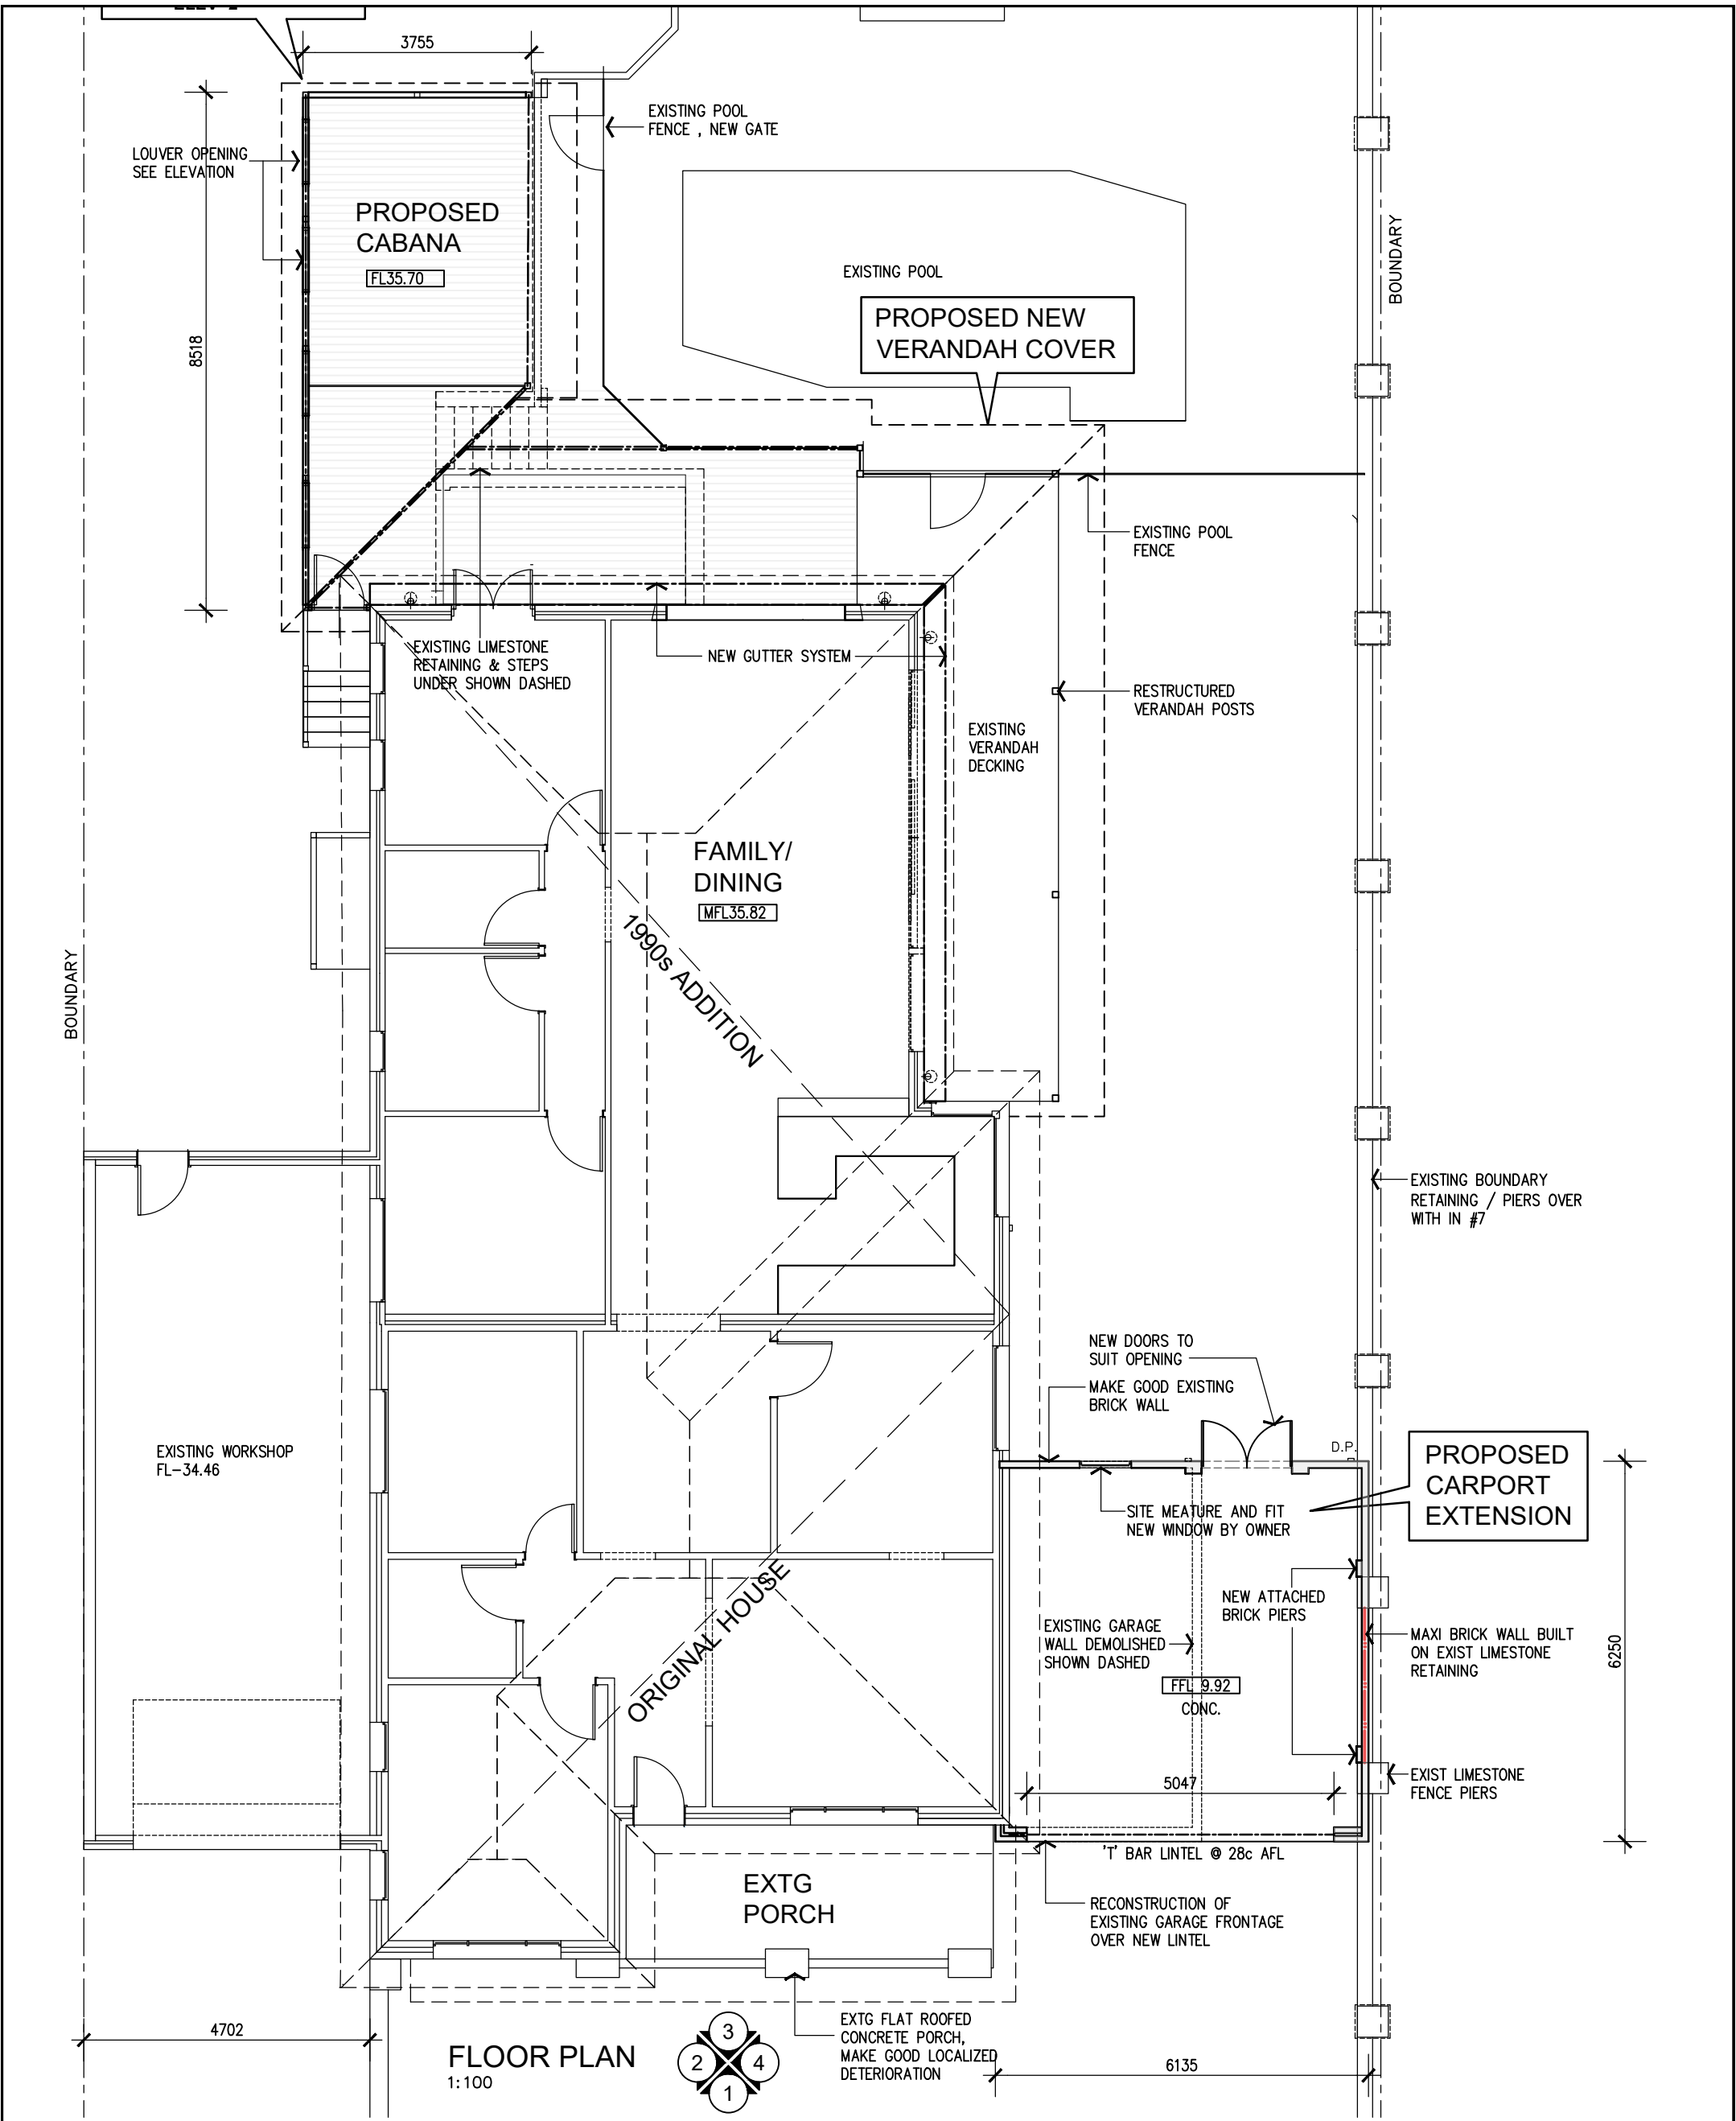 3755
EXISTING POOL
FENCE , NEW GATE
LOUVER OPENING
SEE ELEVATION
PROPOSED
CABANA
FL35.70
8518
BOUNDARY
EXISTING POOL
PROPOSED NEW
VERANDAH COVER
EXISTING POOL
FENCE
EXISTING LIMESTONE
RETAINING & STEPS
UNDER SHOWN DASHED
NEW GUTTER SYSTEM
RESTRUCTURED
VERANDAH POSTS
EXISTING
VERANDAH
DECKING
FAMILY/
DINING
MFL35.82
1990s ADDITION
BOUNDARY
EXISTING BOUNDARY
RETAINING / PIERS OVER
WITH IN #7
NEW DOORS TO
SUIT OPENING
MAKE GOOD EXISTING
BRICK WALL
D.P.
PROPOSED
CARPORT
EXTENSION
EXISTING WORKSHOP
FL-34.46
SITE MEATURE AND FIT
NEW WINDOW BY OWNER
ORIGINAL HOUSE
NEW ATTACHED
BRICK PIERS
EXISTING GARAGE
WALL DEMOLISHED
SHOWN DASHED
MAXI BRICK WALL BUILT
ON EXIST LIMESTONE
RETAINING
6250
FFL 9.92
CONC.
5047
EXIST LIMESTONE
FENCE PIERS
'T' BAR LINTEL @ 28c AFL
EXTG
PORCH
RECONSTRUCTION OF
EXISTING GARAGE FRONTAGE
OVER NEW LINTEL
4702
FLOOR PLAN
1:100
3
2
4
1
EXTG FLAT ROOFED
CONCRETE PORCH,
MAKE GOOD LOCALIZED
DETERIORATION
6135